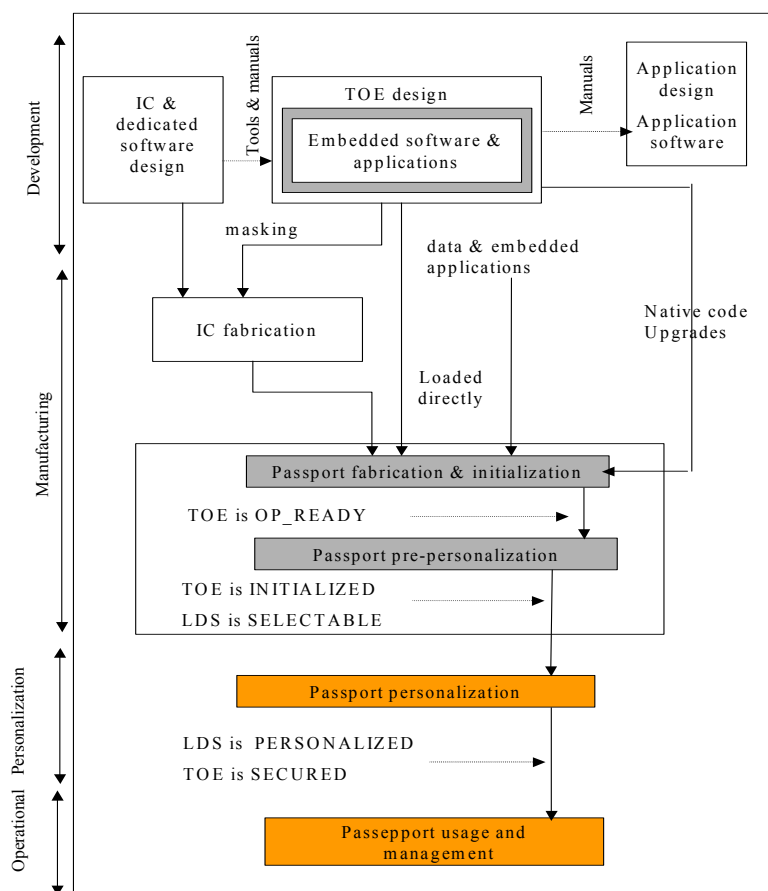 Development
IC &
dedicated
software
design
Tools & manuals
TOE design
Embedded software &
applications
Manuals
Application
design
Application
software
masking
data & embedded
applications
Manufacturing
IC fabrication
Native code
Upgrades
Loaded
directly
Passport fabrication & initialization
TOE is OP_READY
Passport pre-personalization
TOE is INITIALIZED
LDS is SELECTABLE
Personalization
Passport personalization
LDS is PERSONALIZED
TOE is SECURED
Operational
Passepport usage and
management